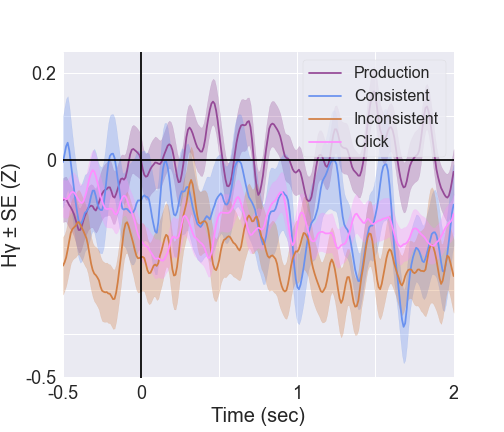 Production
Consistent
Inconsistent
Click
0.2
0
-0.5
Hγ ± SE (Z)
-0.5
0
1
2
Time (sec)